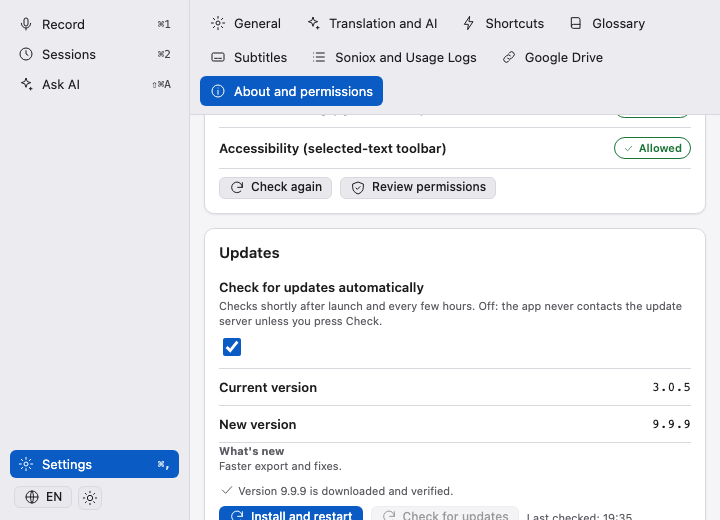 Record ⌘1
Sessions ⌘2
Ask AI ⇧⌘A
General
Translation and AI
Shortcuts
Glossary
Subtitles
Soniox and Usage Logs
Google Drive
About and permissions
Accessibility (selected-text toolbar)
Allowed
Check again
Review permissions
Updates
Check for updates automatically
Checks shortly after launch and every few hours. Off: the app never contacts the update
server unless you press Check.
Current version 3.0.5
New version 9.9.9
What's new
Faster export and fixes.
Version 9.9.9 is downloaded and verified.
Install and restart
Check for updates
Last checked: 19:35
Settings ⌘,
EN